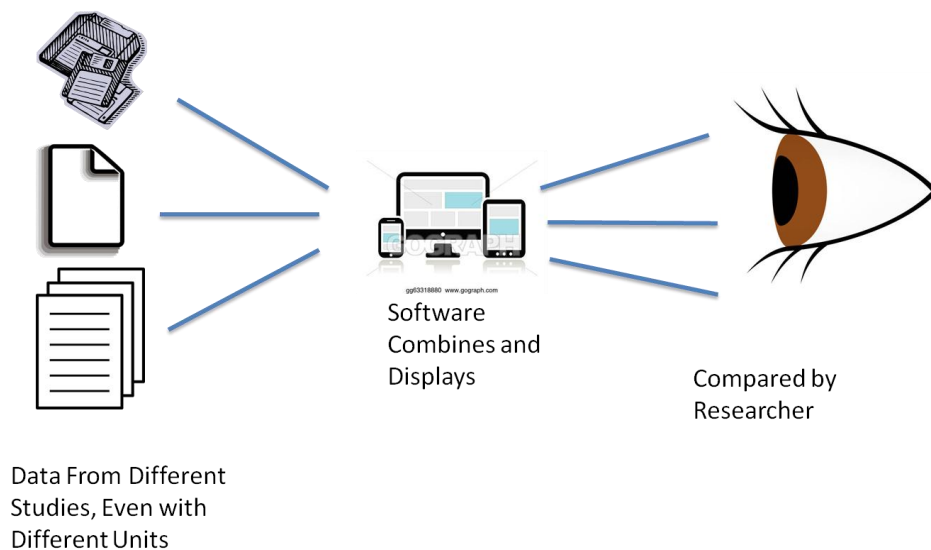 GOGRAPH
gg63318880 www.gograph.com
Software
Combines and
Displays
Compared by
Researcher
Data From Different
Studies, Even with
Different Units